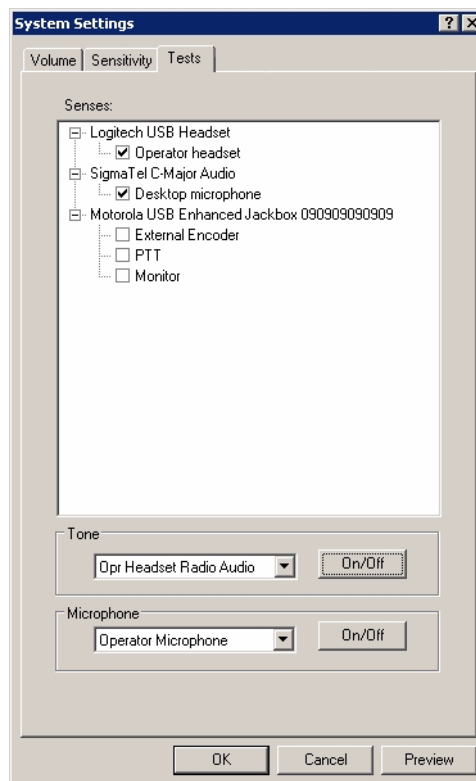 System Settings
Volume Sensitivity Tests
Senses:
Logitech USB Headset
Operator headset
SigmaTel C-Major Audio
Desktop microphone
Motorola USB Enhanced Jackbox 090909090909
External Encoder
PTT
Monitor
Tone
Opr Headset Radio Audio On/Off
Microphone
Operator Microphone On/Off
OK Cancel Preview